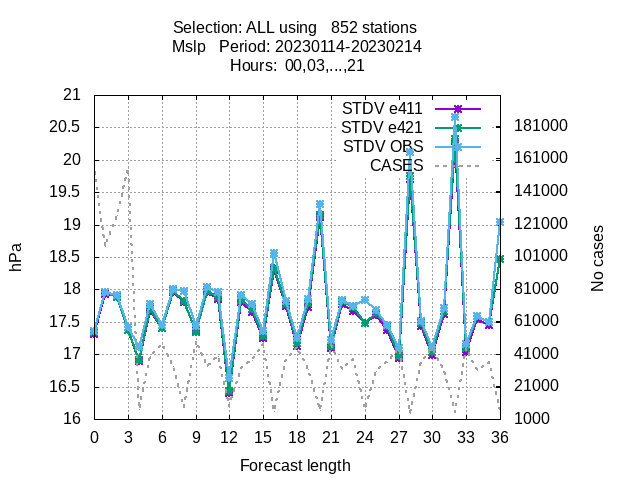 Selection: ALL using   852 stations
Mslp   Period: 20230114-20230214
Hours:  00,03,...,21
21
20.5
20
19.5
19
18.5
18
17.5
17
16.5
16
hPa
STDV e411
STDV e421
STDV OBS
CASES
181000
161000
141000
121000
101000
81000
61000
41000
21000
1000
No cases
0 3 6 9 12 15 18 21 24 27 30 33 36
Forecast length